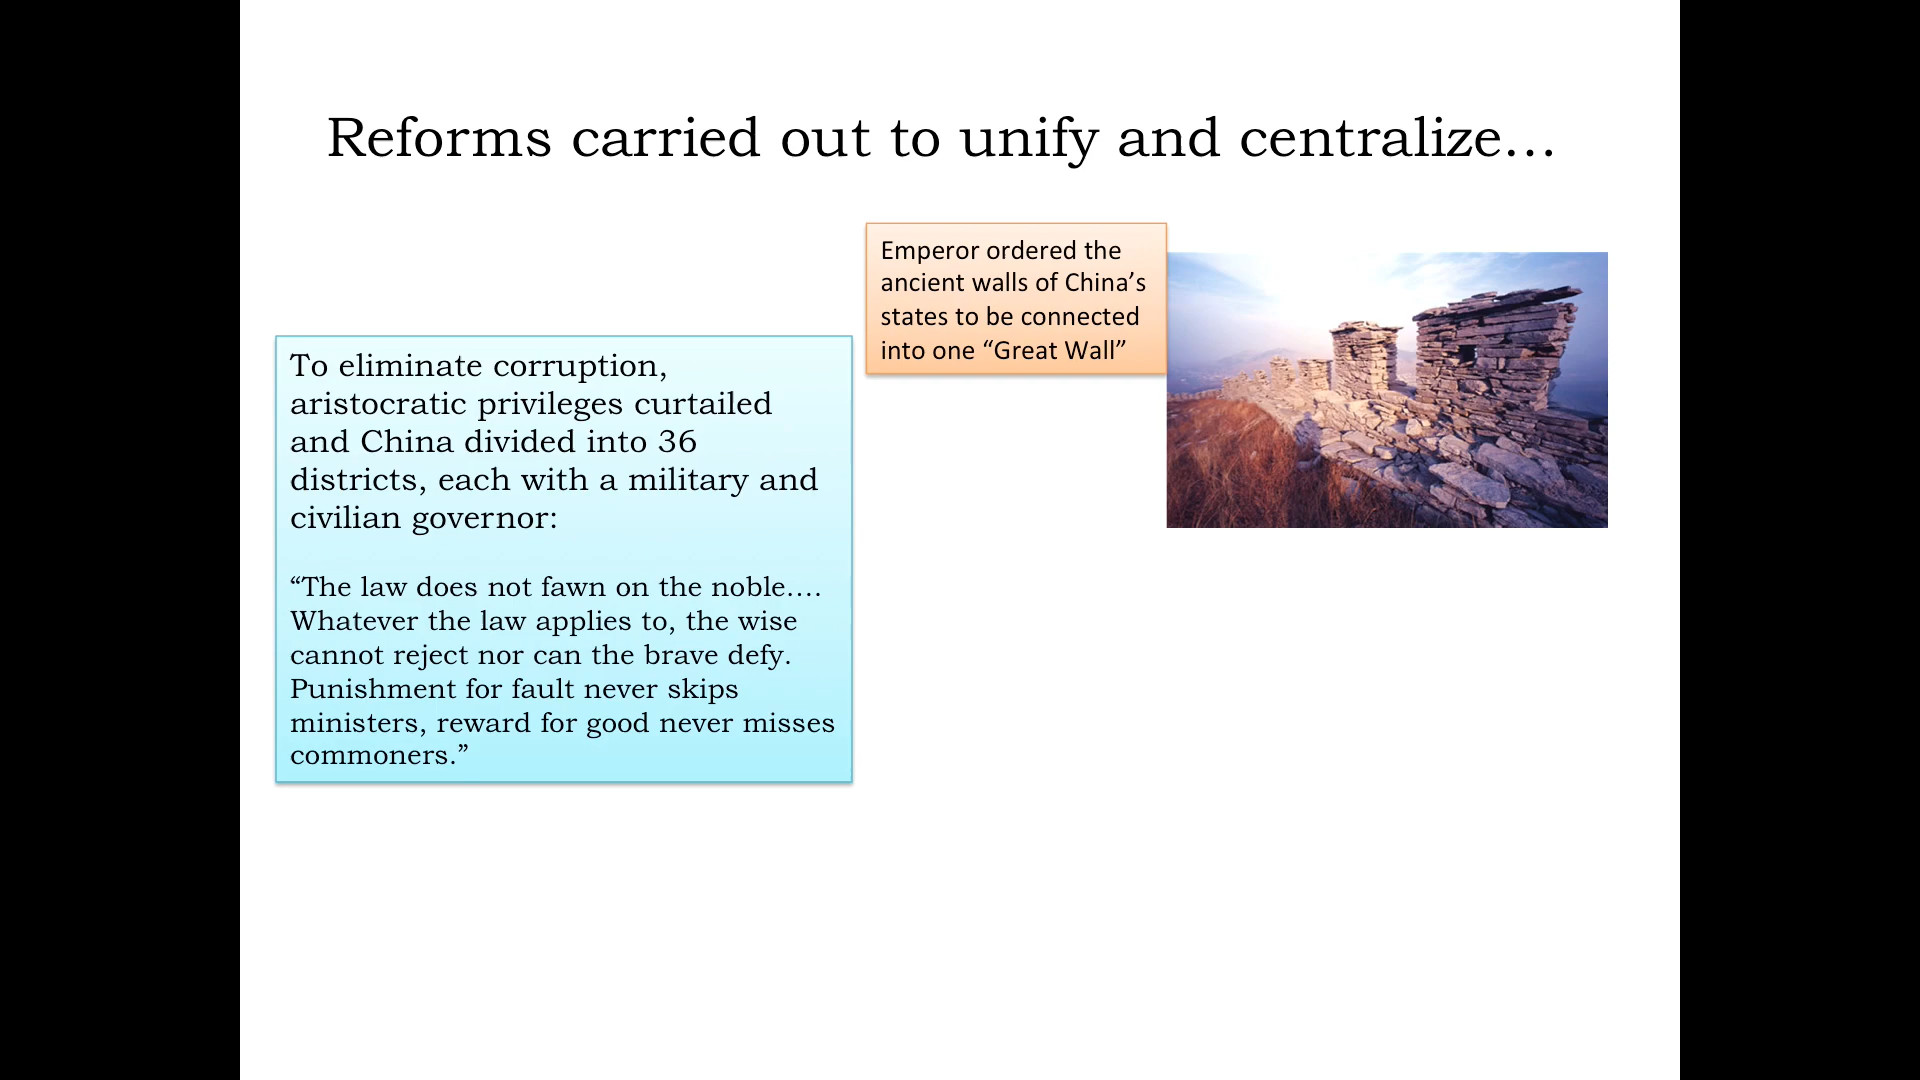 Reforms carried out to unify and centralize…
Emperor ordered the
ancient walls of China’s
states to be connected
into one “Great Wall”
To eliminate corruption,
aristocratic privileges curtailed
and China divided into 36
districts, each with a military and
civilian governor:
“The law does not fawn on the noble….
Whatever the law applies to, the wise
cannot reject nor can the brave defy.
Punishment for fault never skips
ministers, reward for good never misses
commoners.”